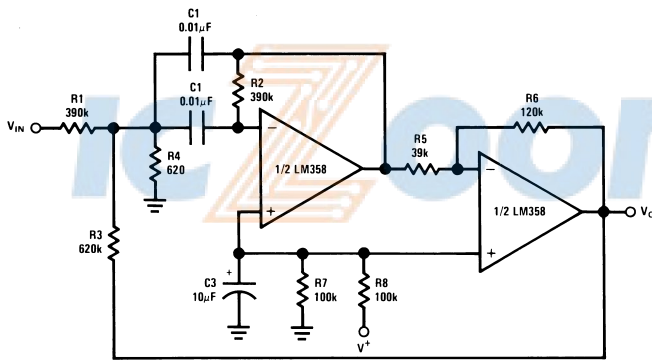 C1
0.01μF
C1
0.01μF
R2
390k
R1
390k
VIN
R4
620
R3
620k
1/2 LM358
R5
39k
R6
120k
1/2 LM358
VO
C3
10μF
R7
100k
R8
100k
V+
icZoom